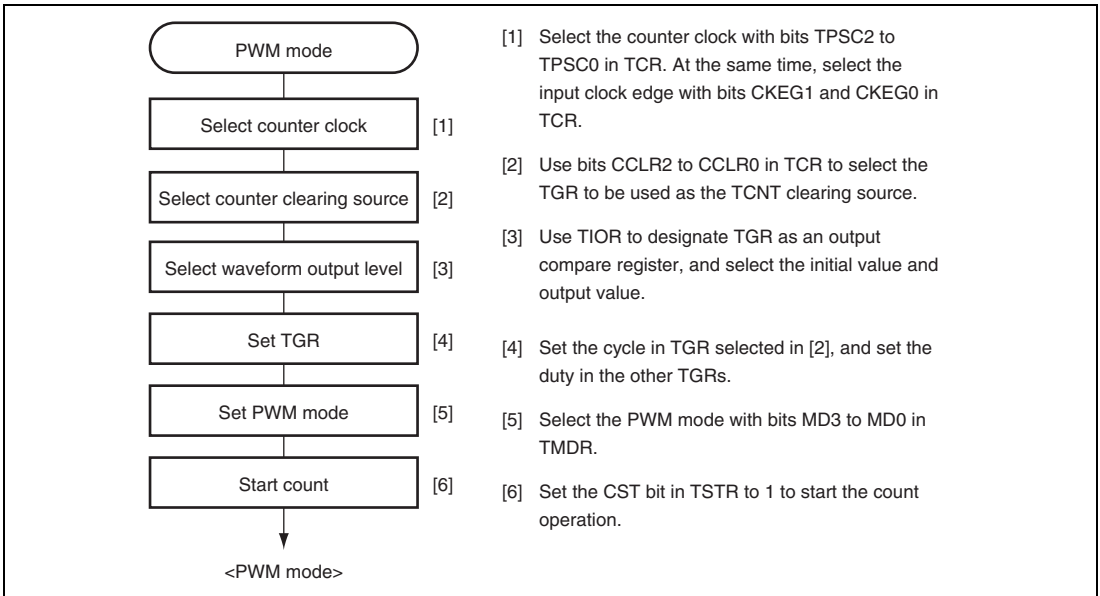 PWM mode
Select counter clock [1]
Select counter clearing source [2]
Select waveform output level [3]
Set TGR [4]
Set PWM mode [5]
Start count [6]
<PWM mode>
[1] Select the counter clock with bits TPSC2 to
TPSC0 in TCR. At the same time, select the
input clock edge with bits CKEG1 and CKEG0 in
TCR.
[2] Use bits CCLR2 to CCLR0 in TCR to select the
TGR to be used as the TCNT clearing source.
[3] Use TIOR to designate TGR as an output
compare register, and select the initial value and
output value.
[4] Set the cycle in TGR selected in [2], and set the
duty in the other TGRs.
[5] Select the PWM mode with bits MD3 to MD0 in
TMDR.
[6] Set the CST bit in TSTR to 1 to start the count
operation.